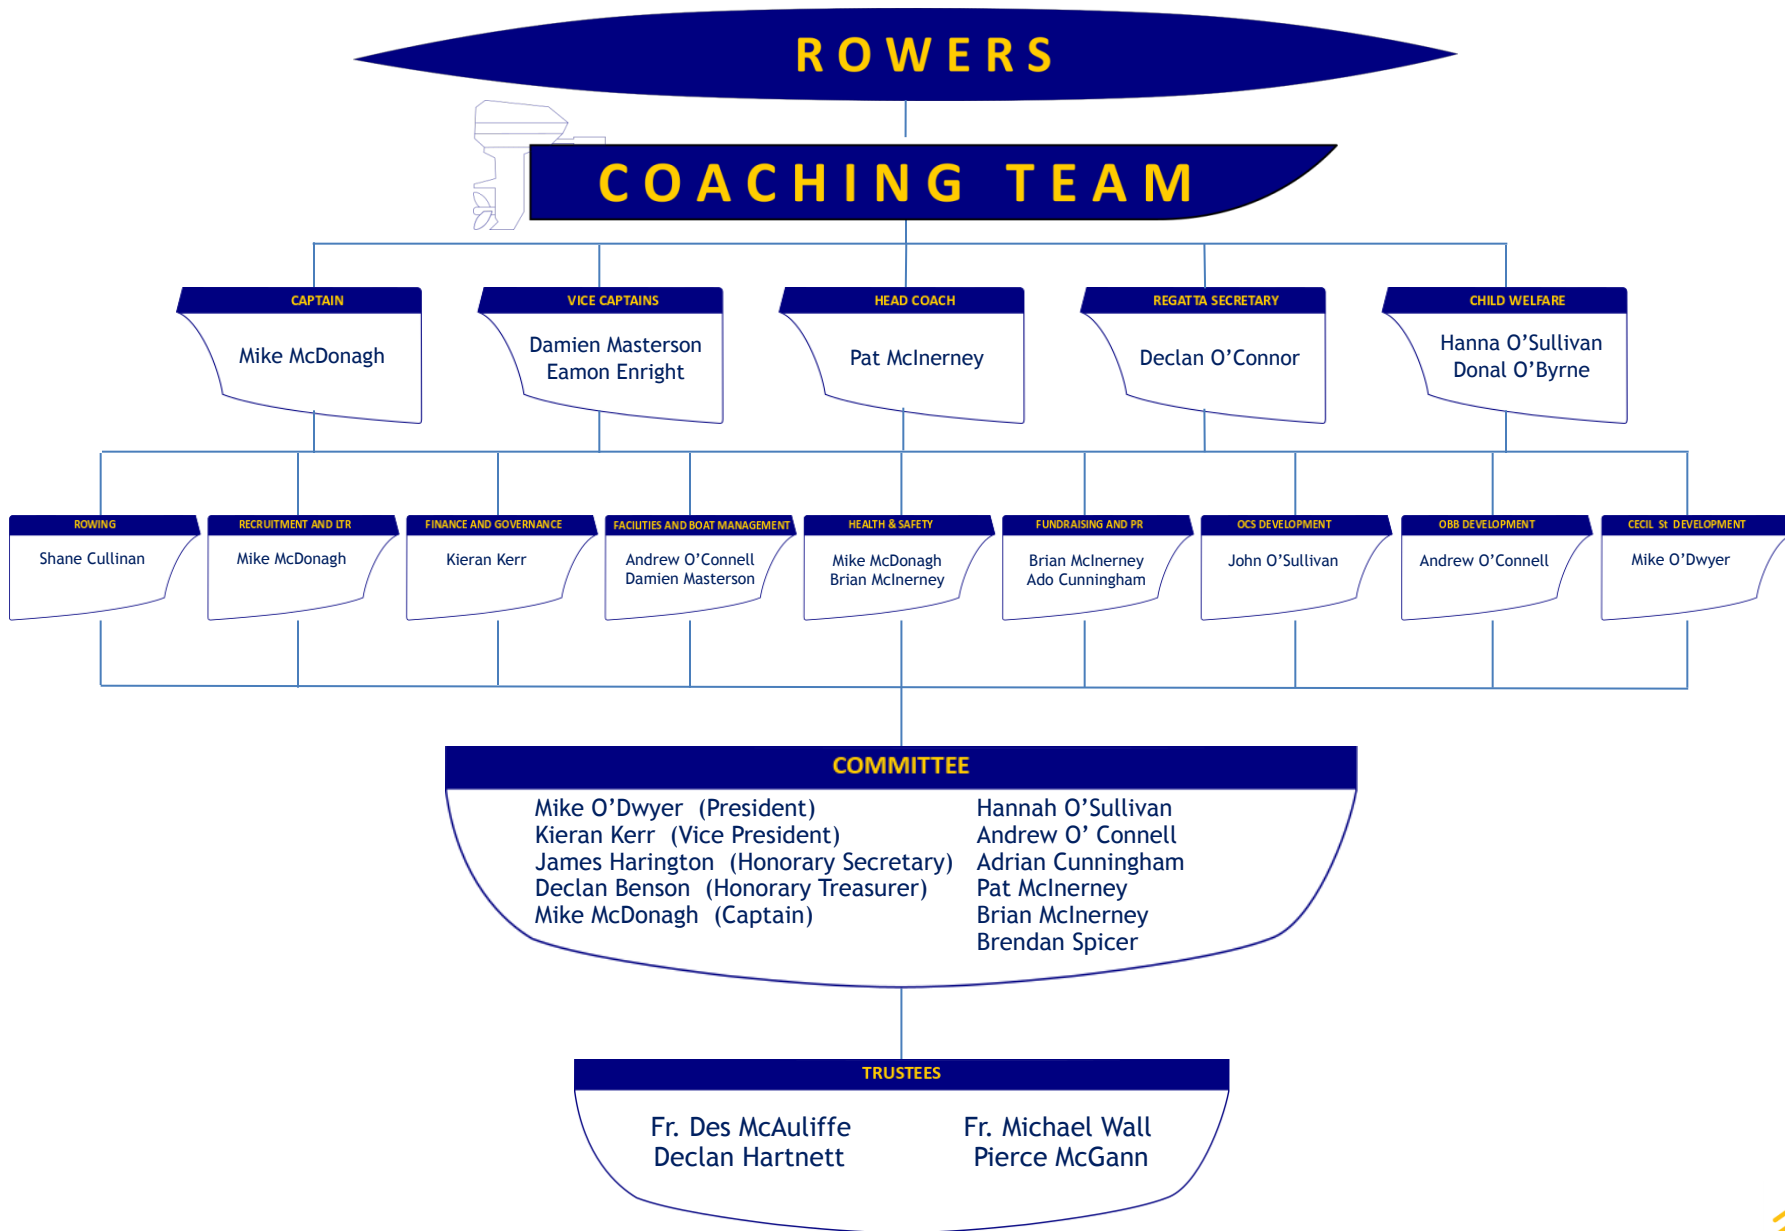 ROWERS
COACHING TEAM
CAPTAIN
Mike McDonagh
VICE CAPTAINS
Damien Masterson
Eamon Enright
HEAD COACH
Pat McInerney
REGATTA SECRETARY
Declan O’Connor
CHILD WELFARE
Hanna O’Sullivan
Donal O’Byrne
ROWING
Shane Cullinan
RECRUITMENT AND LTR
Mike McDonagh
FINANCE AND GOVERNANCE
Kieran Kerr
FACILITIES AND BOAT MANAGEMENT
Andrew O’Connell
Damien Masterson
HEALTH & SAFETY
Mike McDonagh
Brian McInerney
FUNDRAISING AND PR
Brian McInerney
Ado Cunningham
OCS DEVELOPMENT
John O’Sullivan
OBB DEVELOPMENT
Andrew O’Connell
CECIL St DEVELOPMENT
Mike O’Dwyer
COMMITTEE
Mike O’Dwyer (President)
Kieran Kerr (Vice President)
James Harington (Honorary Secretary)
Declan Benson (Honorary Treasurer)
Mike McDonagh (Captain)
Hannah O’Sullivan
Andrew O’ Connell
Adrian Cunningham
Pat McInerney
Brian McInerney
Brendan Spicer
TRUSTEES
Fr. Des McAuliffe
Declan Hartnett
Fr. Michael Wall
Pierce McGann